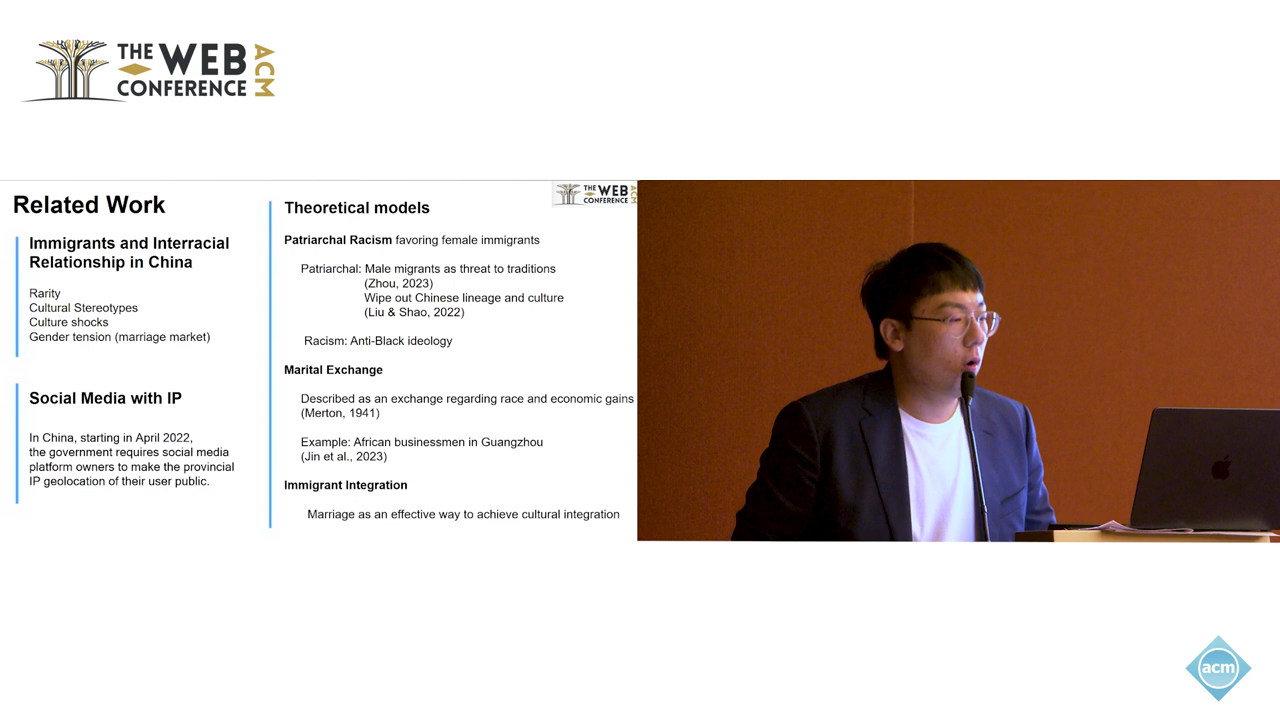 THE WEB
CONFERENCE
ACM
Related Work
Immigrants and Interracial
Relationship in China
Rarity
Cultural Stereotypes
Culture shocks
Gender tension (marriage market)
Social Media with IP
In China, starting in April 2022,
the government requires social media
platform owners to make the provincial
IP geolocation of their user public.
THE WEB
CONFERENCE
ACM
Theoretical models
Patriarchal Racism favoring female immigrants
Patriarchal: Male migrants as threat to traditions
(Zhou, 2023)
Wipe out Chinese lineage and culture
(Liu & Shao, 2022)
Racism: Anti-Black ideology
Marital Exchange
Described as an exchange regarding race and economic gains
(Merton, 1941)
Example: African businessmen in Guangzhou
(Jin et al., 2023)
Immigrant Integration
Marriage as an effective way to achieve cultural integration
acm